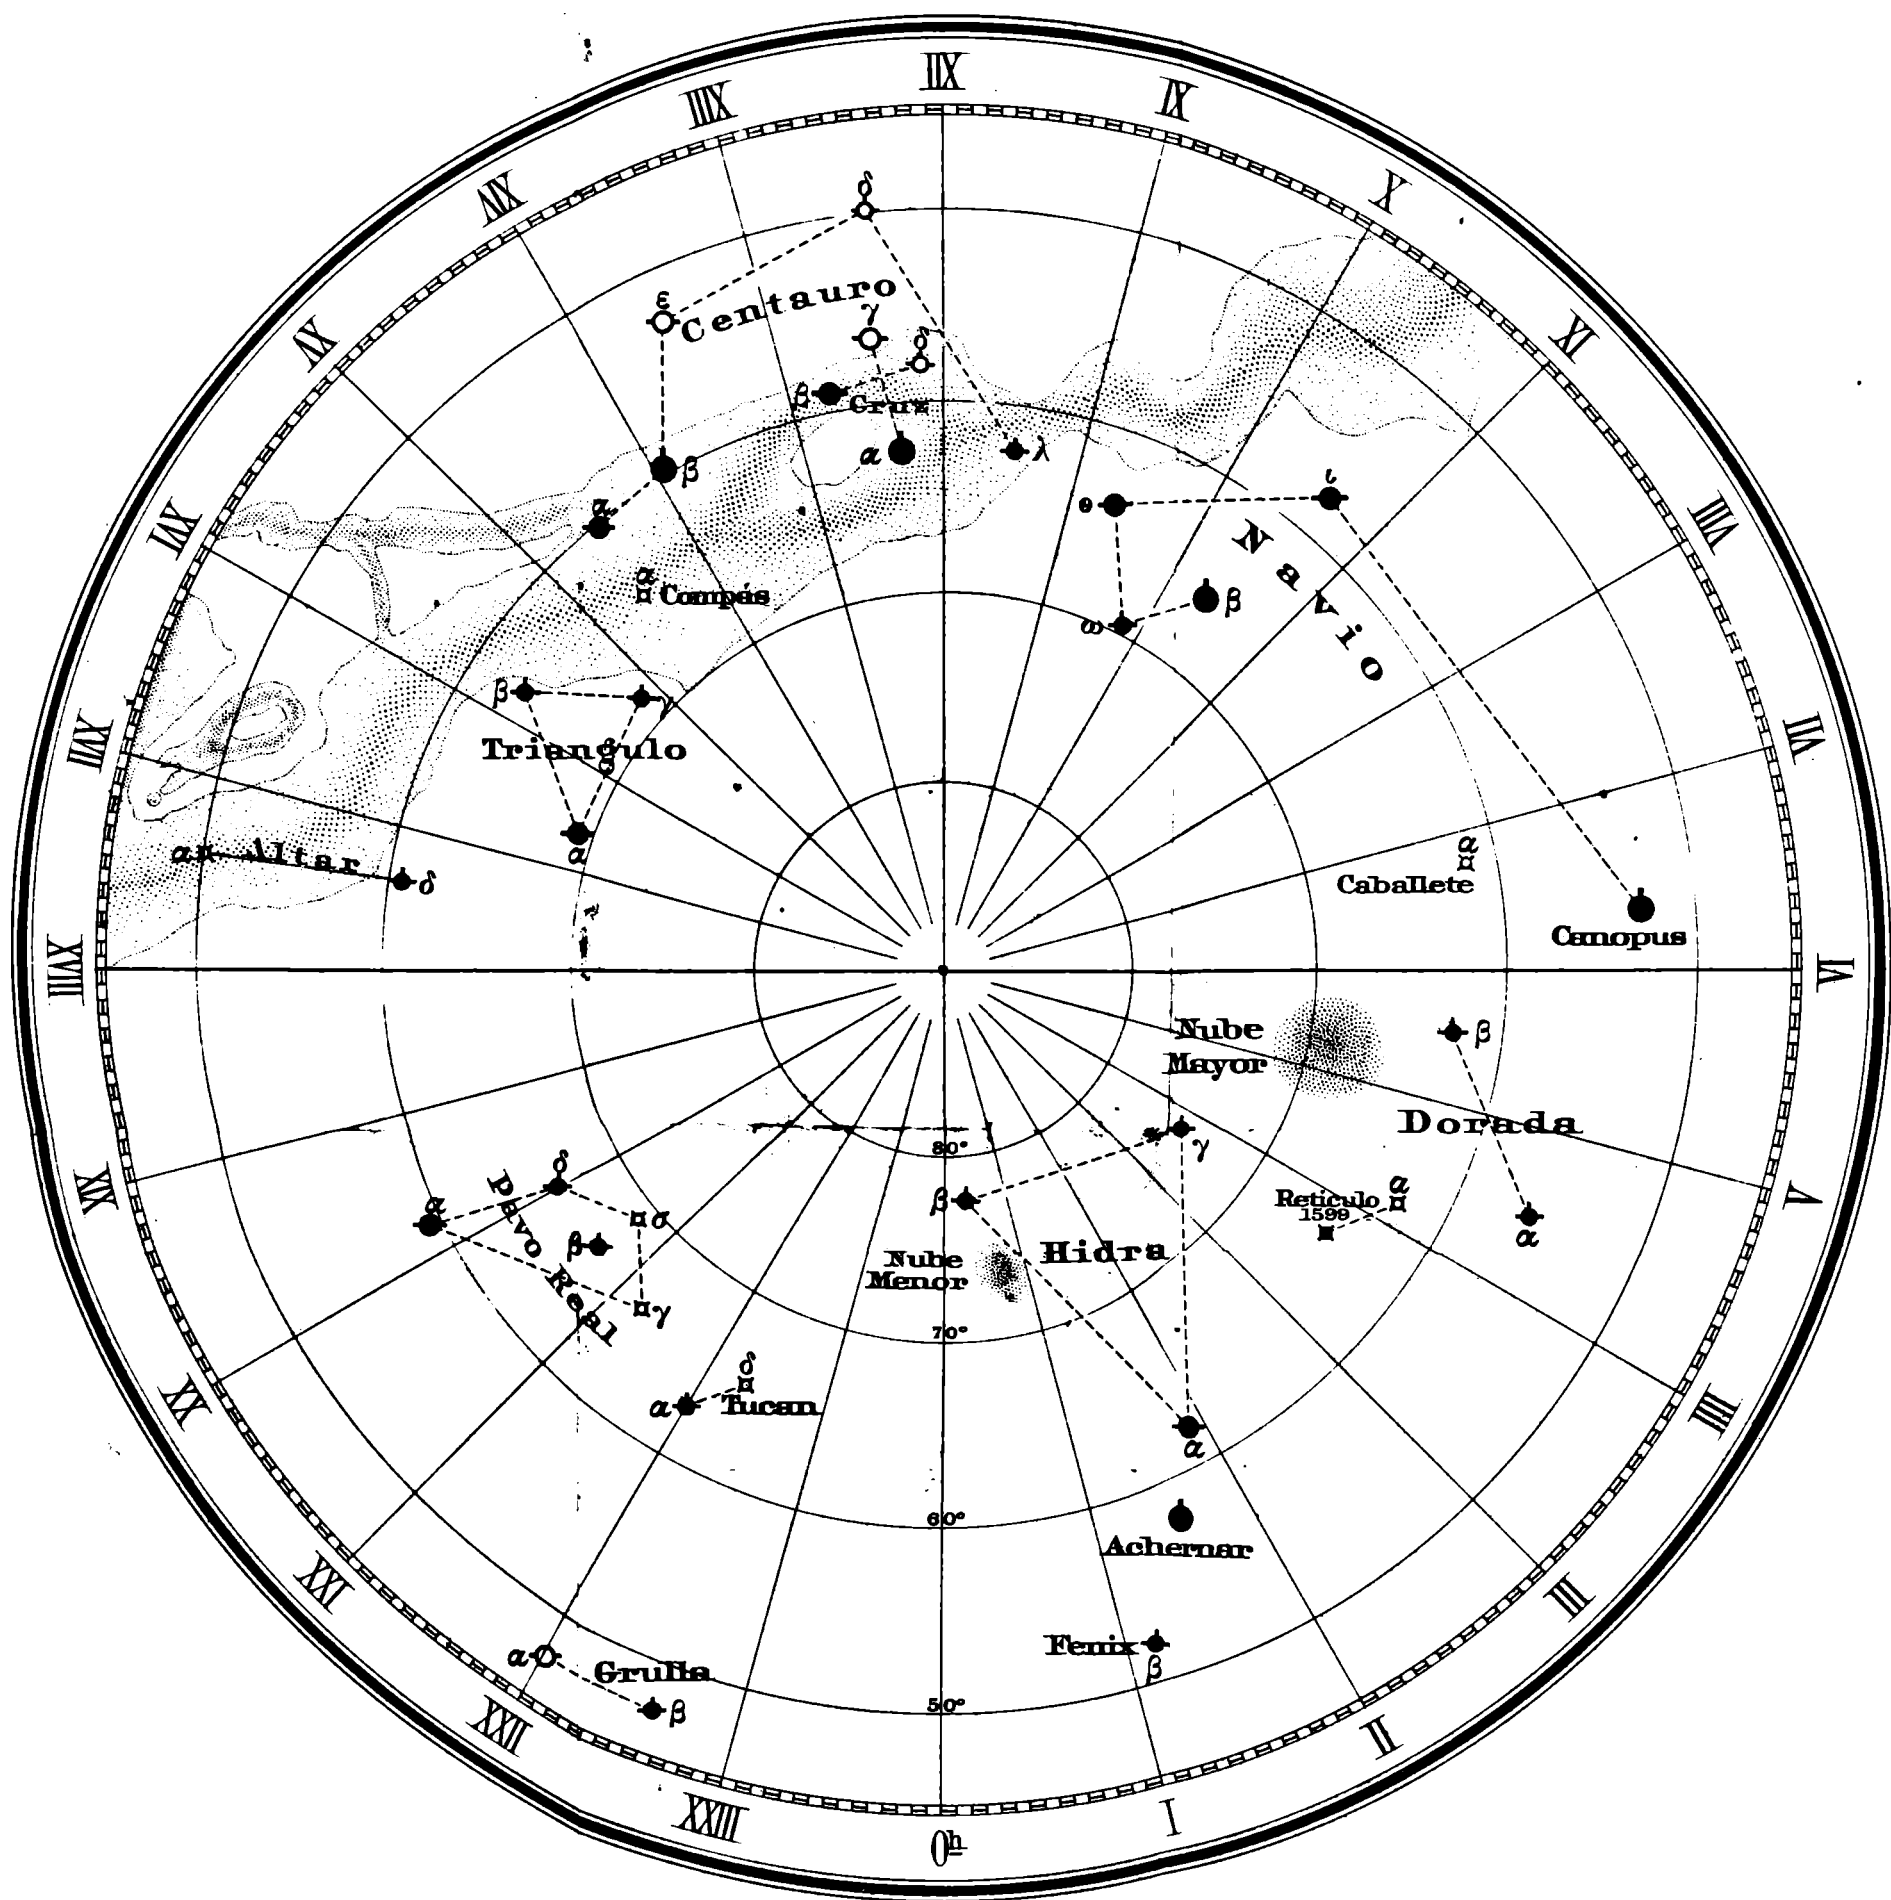 XII
XI
XIII
X
XIV
δ
IX
XV
ε
Centauro
γ
δ
β
Cruz
α
λ
β
α
θ
ι
VIII
XVI
Navio
α
Compás
β
ω
β
γ
VII
XVII
Triangulo
β
α
α Altar
δ
α
Caballete
Canopus
XVIII
VI
Nube
Mayor
β
Dorada
80°
γ
δ
Pavo
Real
α
σ
β
γ
β
Reticulo
1599
α
α
V
XIX
Nube
Menor
Hidra
70°
δ
α
Tucan
α
IIII
XX
60°
Achernar
III
XXI
Fenix
β
α
Grulla
β
50°
II
XXII
XXIII
0h
I